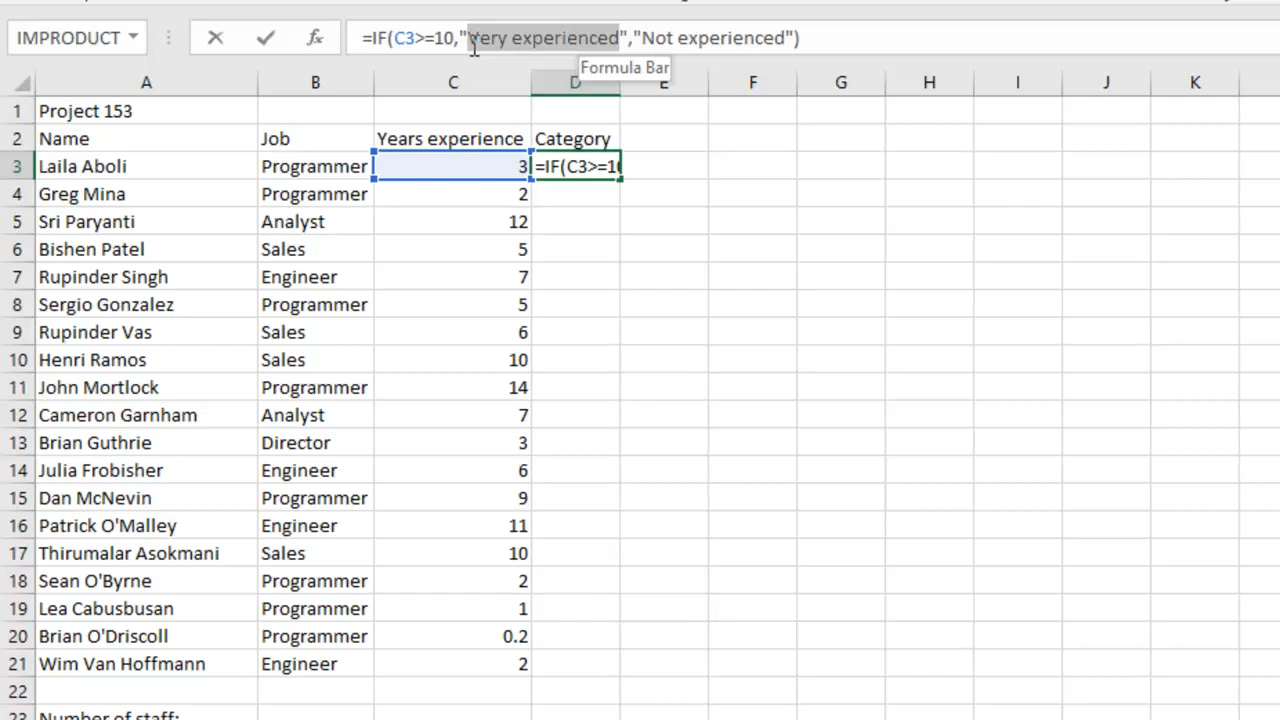 IMPRODUCT fx =IF(C3>=10,"Very experienced","Not experienced")
Formula Bar
A B C D E F G H I J K
1 Project 153
2 Name Job Years experience Category
3 Laila Aboli Programmer 3 =IF(C3>=10
4 Greg Mina Programmer 2
5 Sri Paryanti Analyst 12
6 Bishen Patel Sales 5
7 Rupinder Singh Engineer 7
8 Sergio Gonzalez Programmer 5
9 Rupinder Vas Sales 6
10 Henri Ramos Sales 10
11 John Mortlock Programmer 14
12 Cameron Garnham Analyst 7
13 Brian Guthrie Director 3
14 Julia Frobisher Engineer 6
15 Dan McNevin Programmer 9
16 Patrick O'Malley Engineer 11
17 Thirumalar Asokmani Sales 10
18 Sean O'Byrne Programmer 2
19 Lea Cabusbusan Programmer 1
20 Brian O'Driscoll Programmer 0.2
21 Wim Van Hoffmann Engineer 2
22
23 Number of staff: